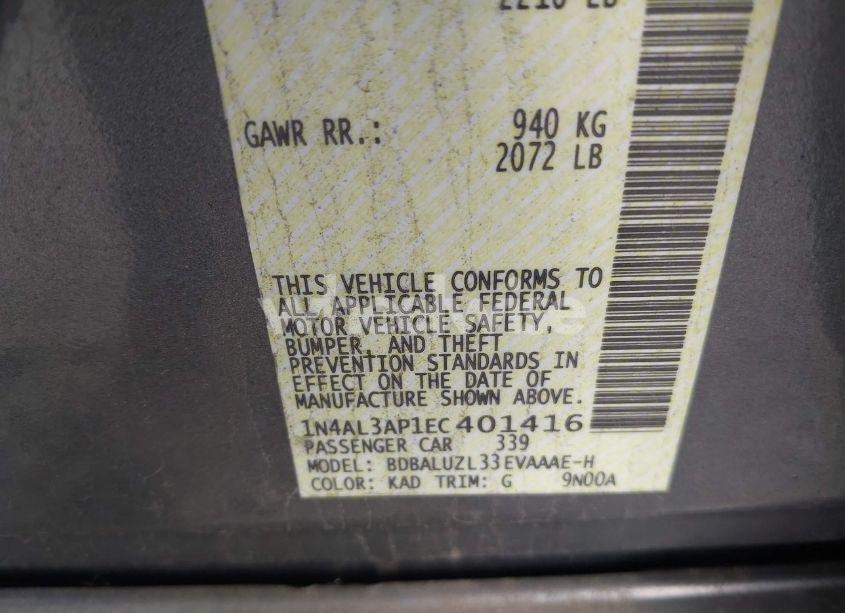 2210 LB
GAWR RR.: 940 KG
2072 LB
THIS VEHICLE CONFORMS TO
ALL APPLICABLE FEDERAL
MOTOR VEHICLE SAFETY,
BUMPER, AND THEFT
PREVENTION STANDARDS IN
EFFECT ON THE DATE OF
MANUFACTURE SHOWN ABOVE.
1N4AL3AP1EC401416
PASSENGER CAR 339
MODEL: BDBALUZL33EVAAAE-H
COLOR: KAD TRIM: G 9N00A